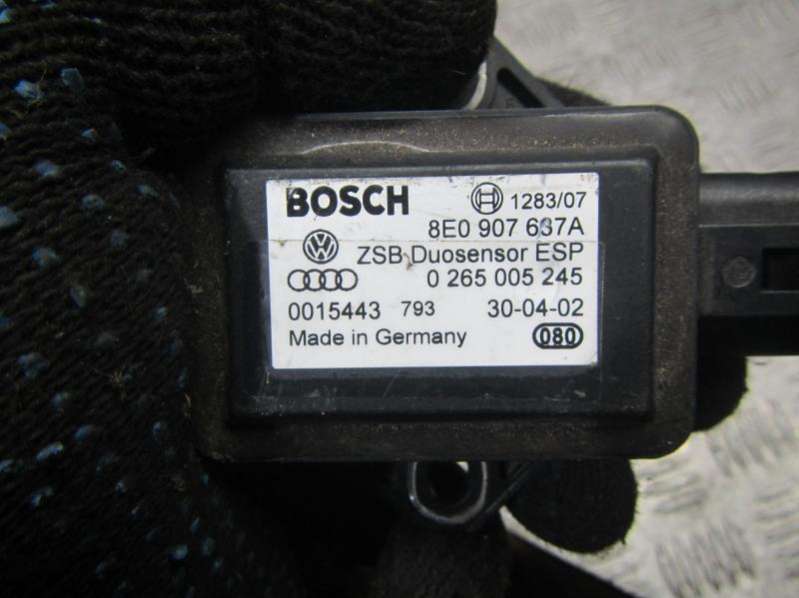 BOSCH 1283/07
8E0 907 637A
ZSB Duosensor ESP
0 265 005 245
0015443 793 30-04-02
Made in Germany 080